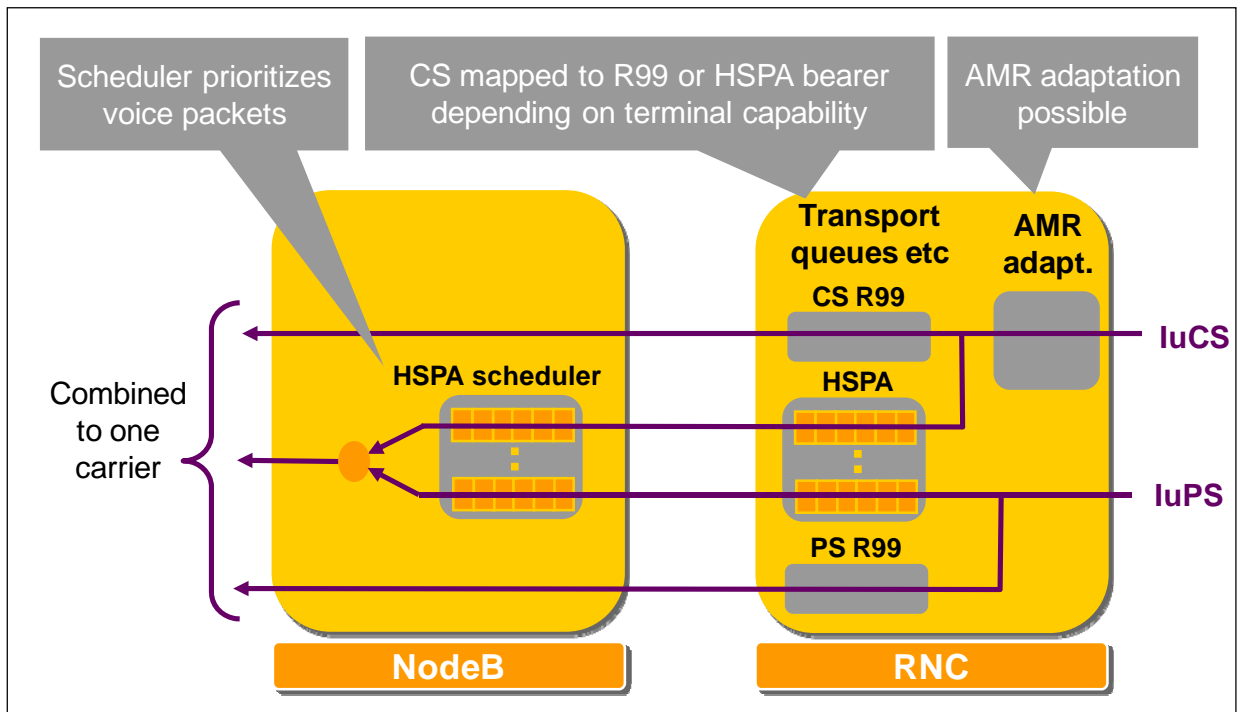 Scheduler prioritizes
voice packets
CS mapped to R99 or HSPA bearer
depending on terminal capability
AMR adaptation
possible
Transport
queues etc
AMR
adapt.
CS R99
IuCS
HSPA scheduler
HSPA
Combined
to one
carrier
IuPS
PS R99
NodeB
RNC